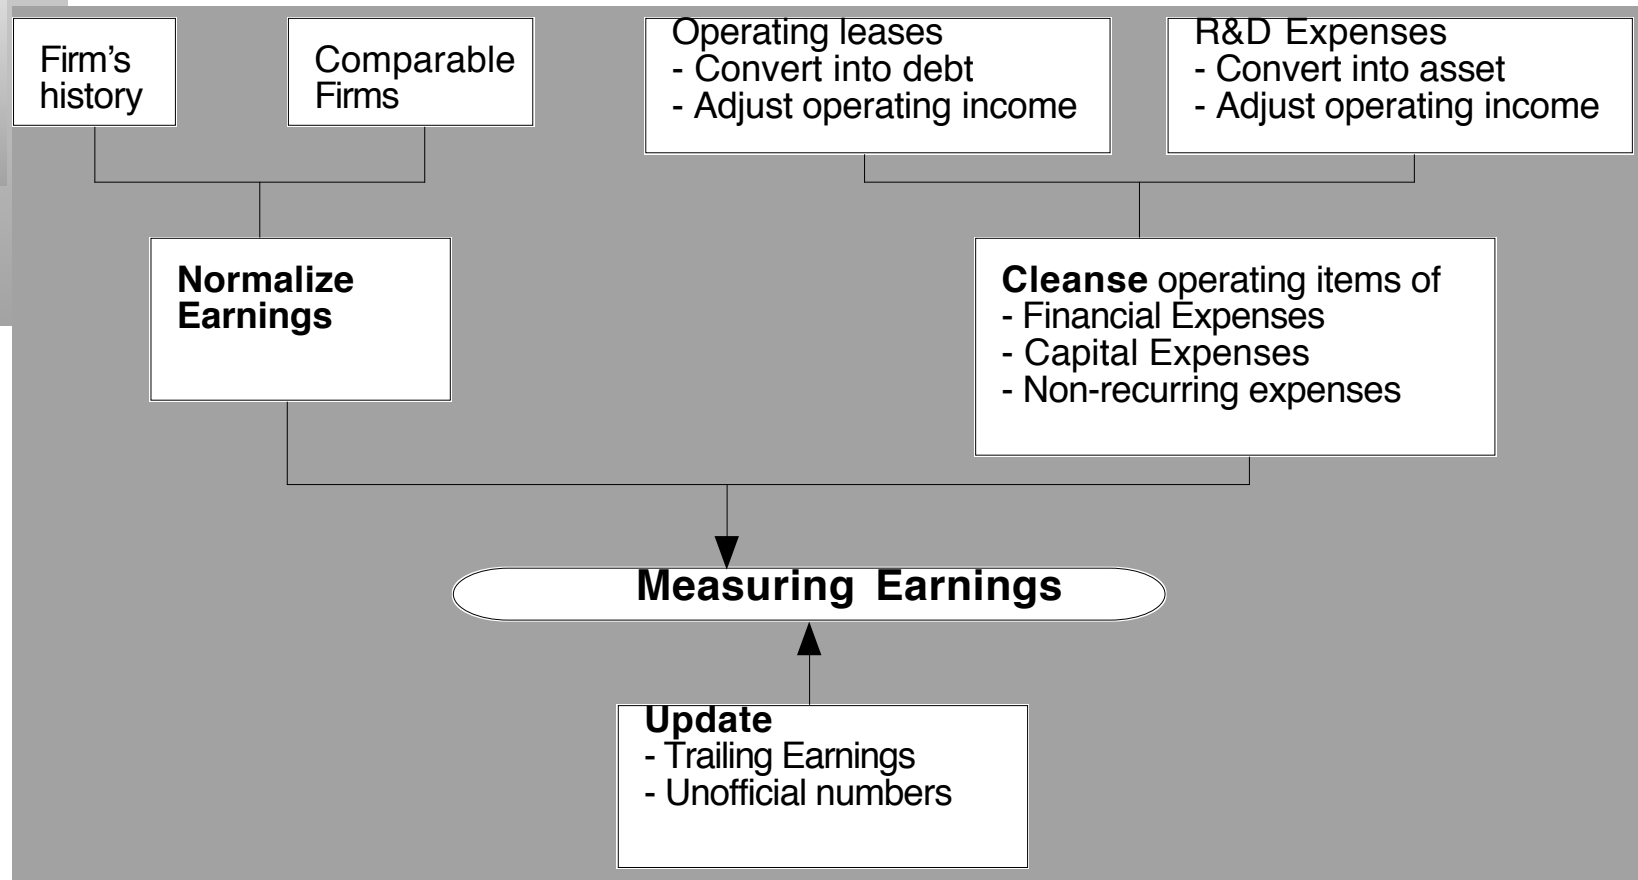 Firm's
history
Comparable
Firms
Operating leases
- Convert into debt
- Adjust operating income
R&D Expenses
- Convert into asset
- Adjust operating income
Normalize
Earnings
Cleanse operating items of
- Financial Expenses
- Capital Expenses
- Non-recurring expenses
Measuring Earnings
Update
- Trailing Earnings
- Unofficial numbers